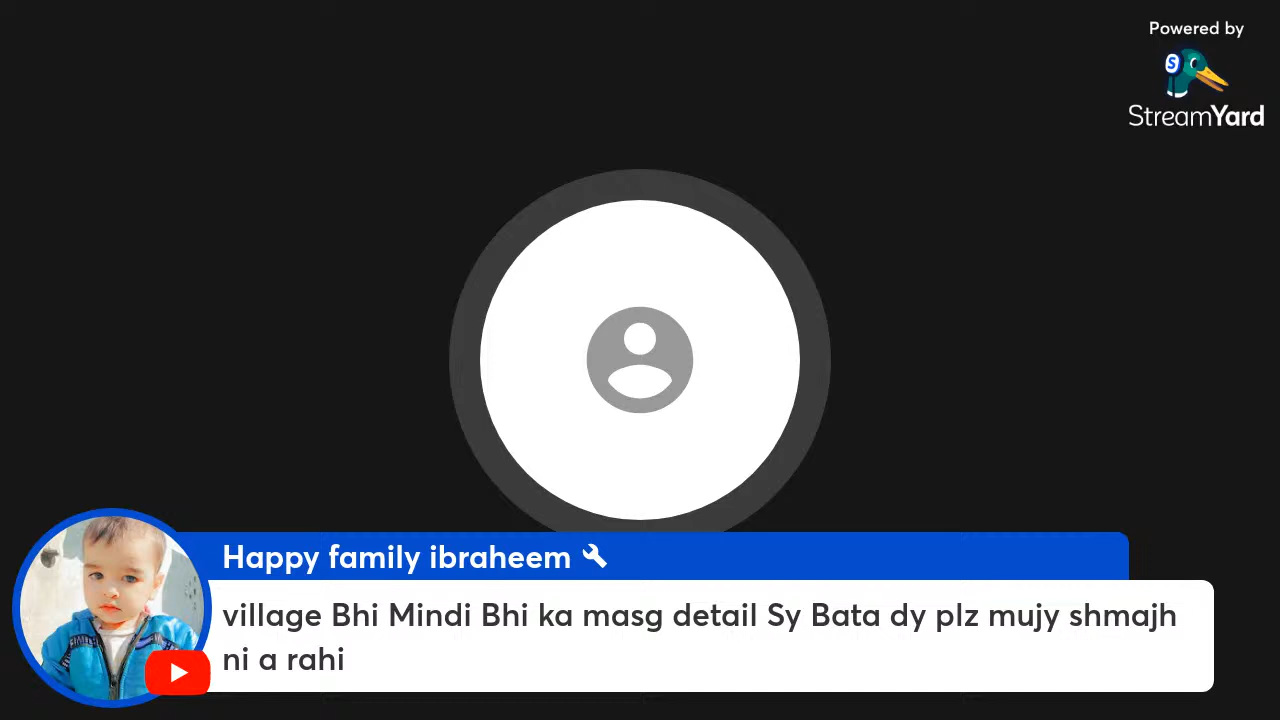 Powered by
S
StreamYard
Happy family ibraheem
village Bhi Mindi Bhi ka masg detail Sy Bata dy plz mujy shmajh
ni a rahi